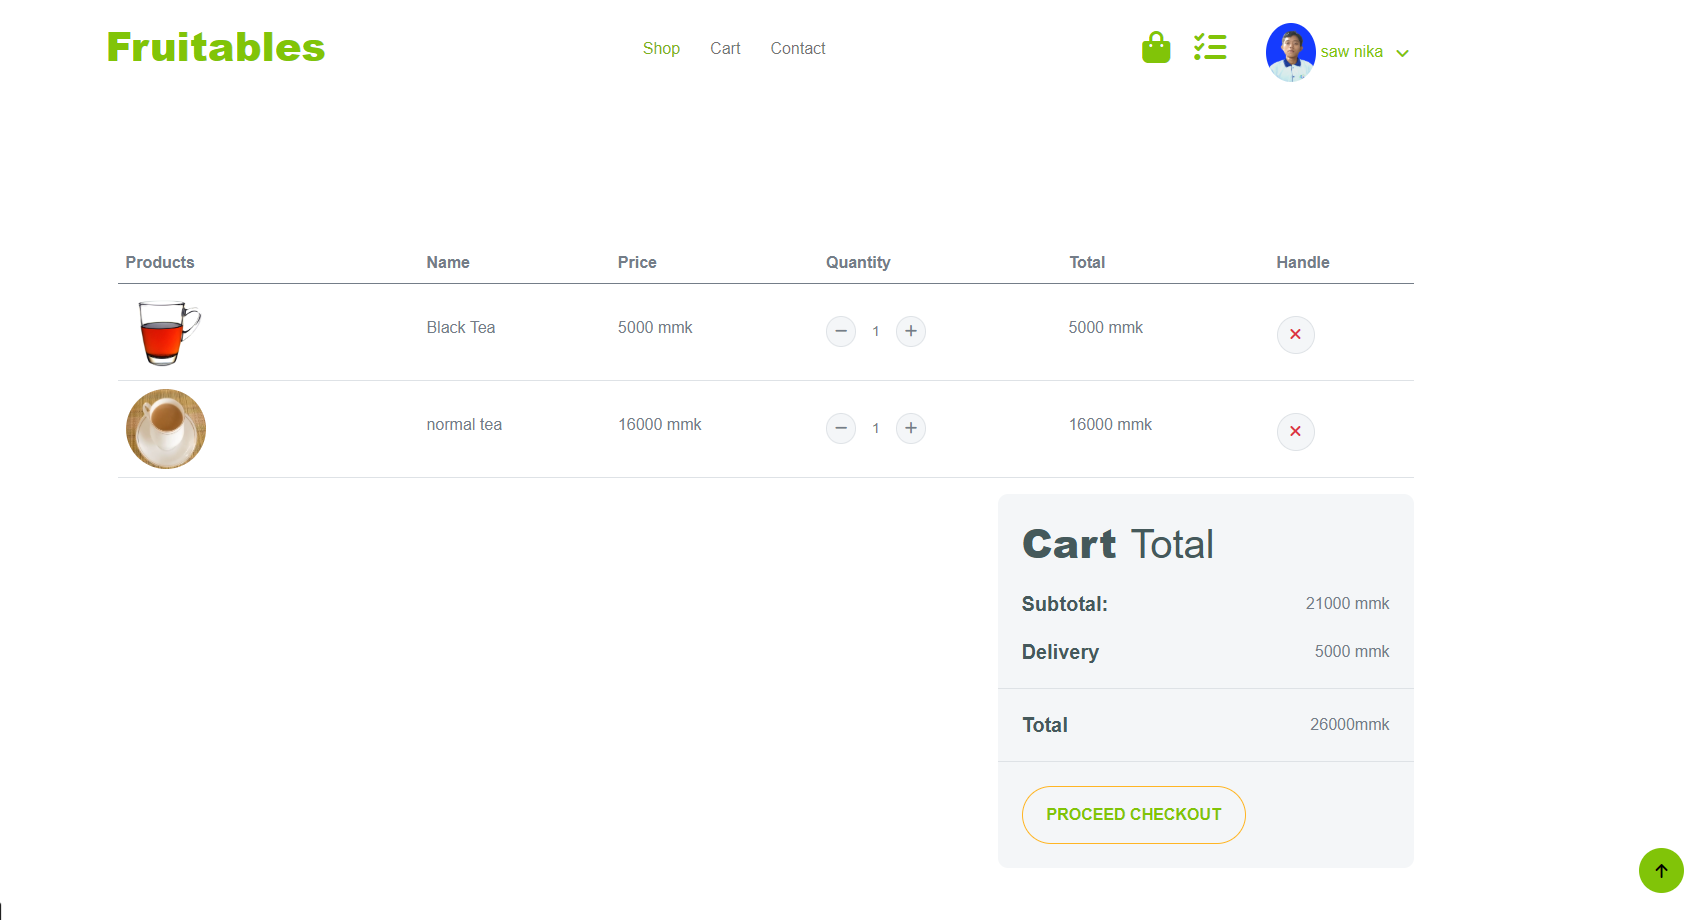 Fruitables
Shop Cart Contact
saw nika
Products Name Price Quantity Total Handle
Black Tea 5000 mmk 1 5000 mmk
normal tea 16000 mmk 1 16000 mmk
Cart Total
Subtotal: 21000 mmk
Delivery 5000 mmk
Total 26000mmk
PROCEED CHECKOUT